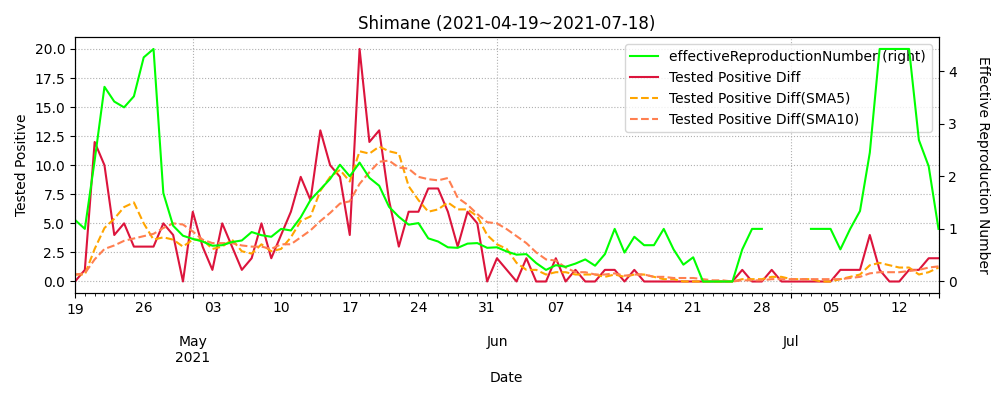 Shimane (2021-04-19~2021-07-18)
effectiveReproductionNumber (right)
Tested Positive Diff
Tested Positive Diff(SMA5)
Tested Positive Diff(SMA10)
Tested Positive
20.0
17.5
15.0
12.5
10.0
7.5
5.0
2.5
0.0
Effective Reproduction Number
4
3
2
1
0
19 26 03 10 17 24 31 07 14 21 28 05 12
May Jun Jul
2021
Date